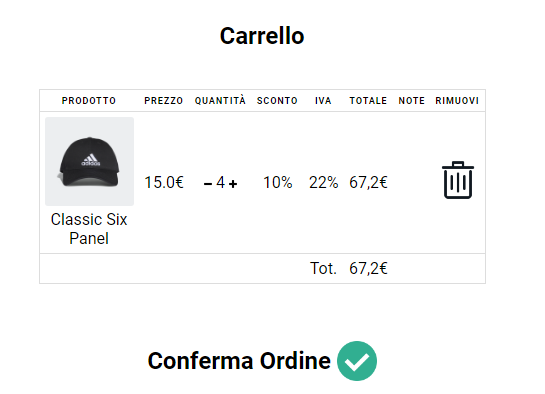 Carrello
PRODOTTO PREZZO QUANTITÀ SCONTO IVA TOTALE NOTE RIMUOVI
adidas
15.0€ − 4 + 10% 22% 67,2€
Classic Six
Panel
Tot. 67,2€
Conferma Ordine